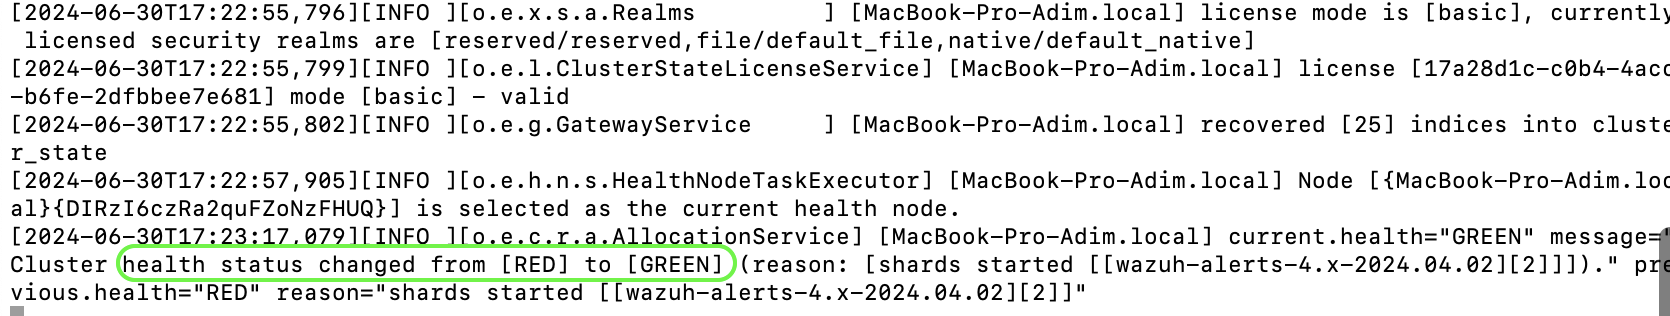 [2024-06-30T17:22:55,796][INFO ][o.e.x.s.a.Realms         ] [MacBook-Pro-Adim.local] license mode is [basic], currently
licensed security realms are [reserved/reserved,file/default_file,native/default_native]
[2024-06-30T17:22:55,799][INFO ][o.e.l.ClusterStateLicenseService] [MacBook-Pro-Adim.local] license [17a28d1c-c0b4-4acc
-b6fe-2dfbbee7e681] mode [basic] - valid
[2024-06-30T17:22:55,802][INFO ][o.e.g.GatewayService     ] [MacBook-Pro-Adim.local] recovered [25] indices into cluste
r_state
[2024-06-30T17:22:57,905][INFO ][o.e.h.n.s.HealthNodeTaskExecutor] [MacBook-Pro-Adim.local] Node [{MacBook-Pro-Adim.loc
al}{DIRzI6czRa2quFZoNzFHUQ}] is selected as the current health node.
[2024-06-30T17:23:17,079][INFO ][o.e.c.r.a.AllocationService] [MacBook-Pro-Adim.local] current.health="GREEN" message="
Cluster health status changed from [RED] to [GREEN] (reason: [shards started [[wazuh-alerts-4.x-2024.04.02][2]]])." pre
vious.health="RED" reason="shards started [[wazuh-alerts-4.x-2024.04.02][2]]"